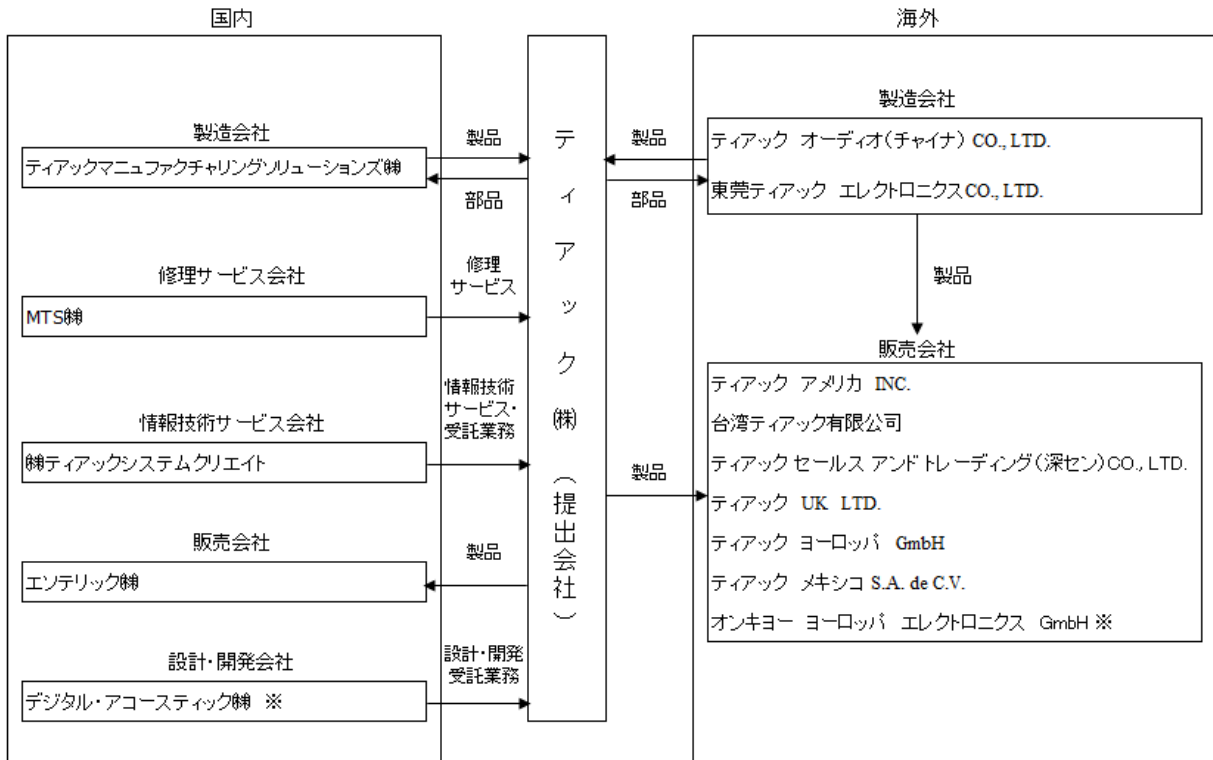 国内
海外
製造会社
ティアックマニュファクチャリングソリューションズ㈱
製品
部品
修理サービス会社
MTS㈱
修理
サービス
情報技術サービス会社
㈱ティアックシステムクリエイト
情報技術
サービス・
受託業務
販売会社
エソテリック㈱
製品
設計・開発会社
デジタル・アコースティック㈱ ※
設計・開発
受託業務
ティアック㈱（提出会社）
製品
部品
製品
製造会社
ティアック オーディオ（チャイナ） CO., LTD.
東莞ティアック エレクトロニクスCO., LTD.
製品
販売会社
ティアック アメリカ INC.
台湾ティアック有限公司
ティアック セールス アンド トレーディング（深セン）CO., LTD.
ティアック UK LTD.
ティアック ヨーロッパ GmbH
ティアック メキシコ S.A. de C.V.
オンキヨー ヨーロッパ エレクトロニクス GmbH ※